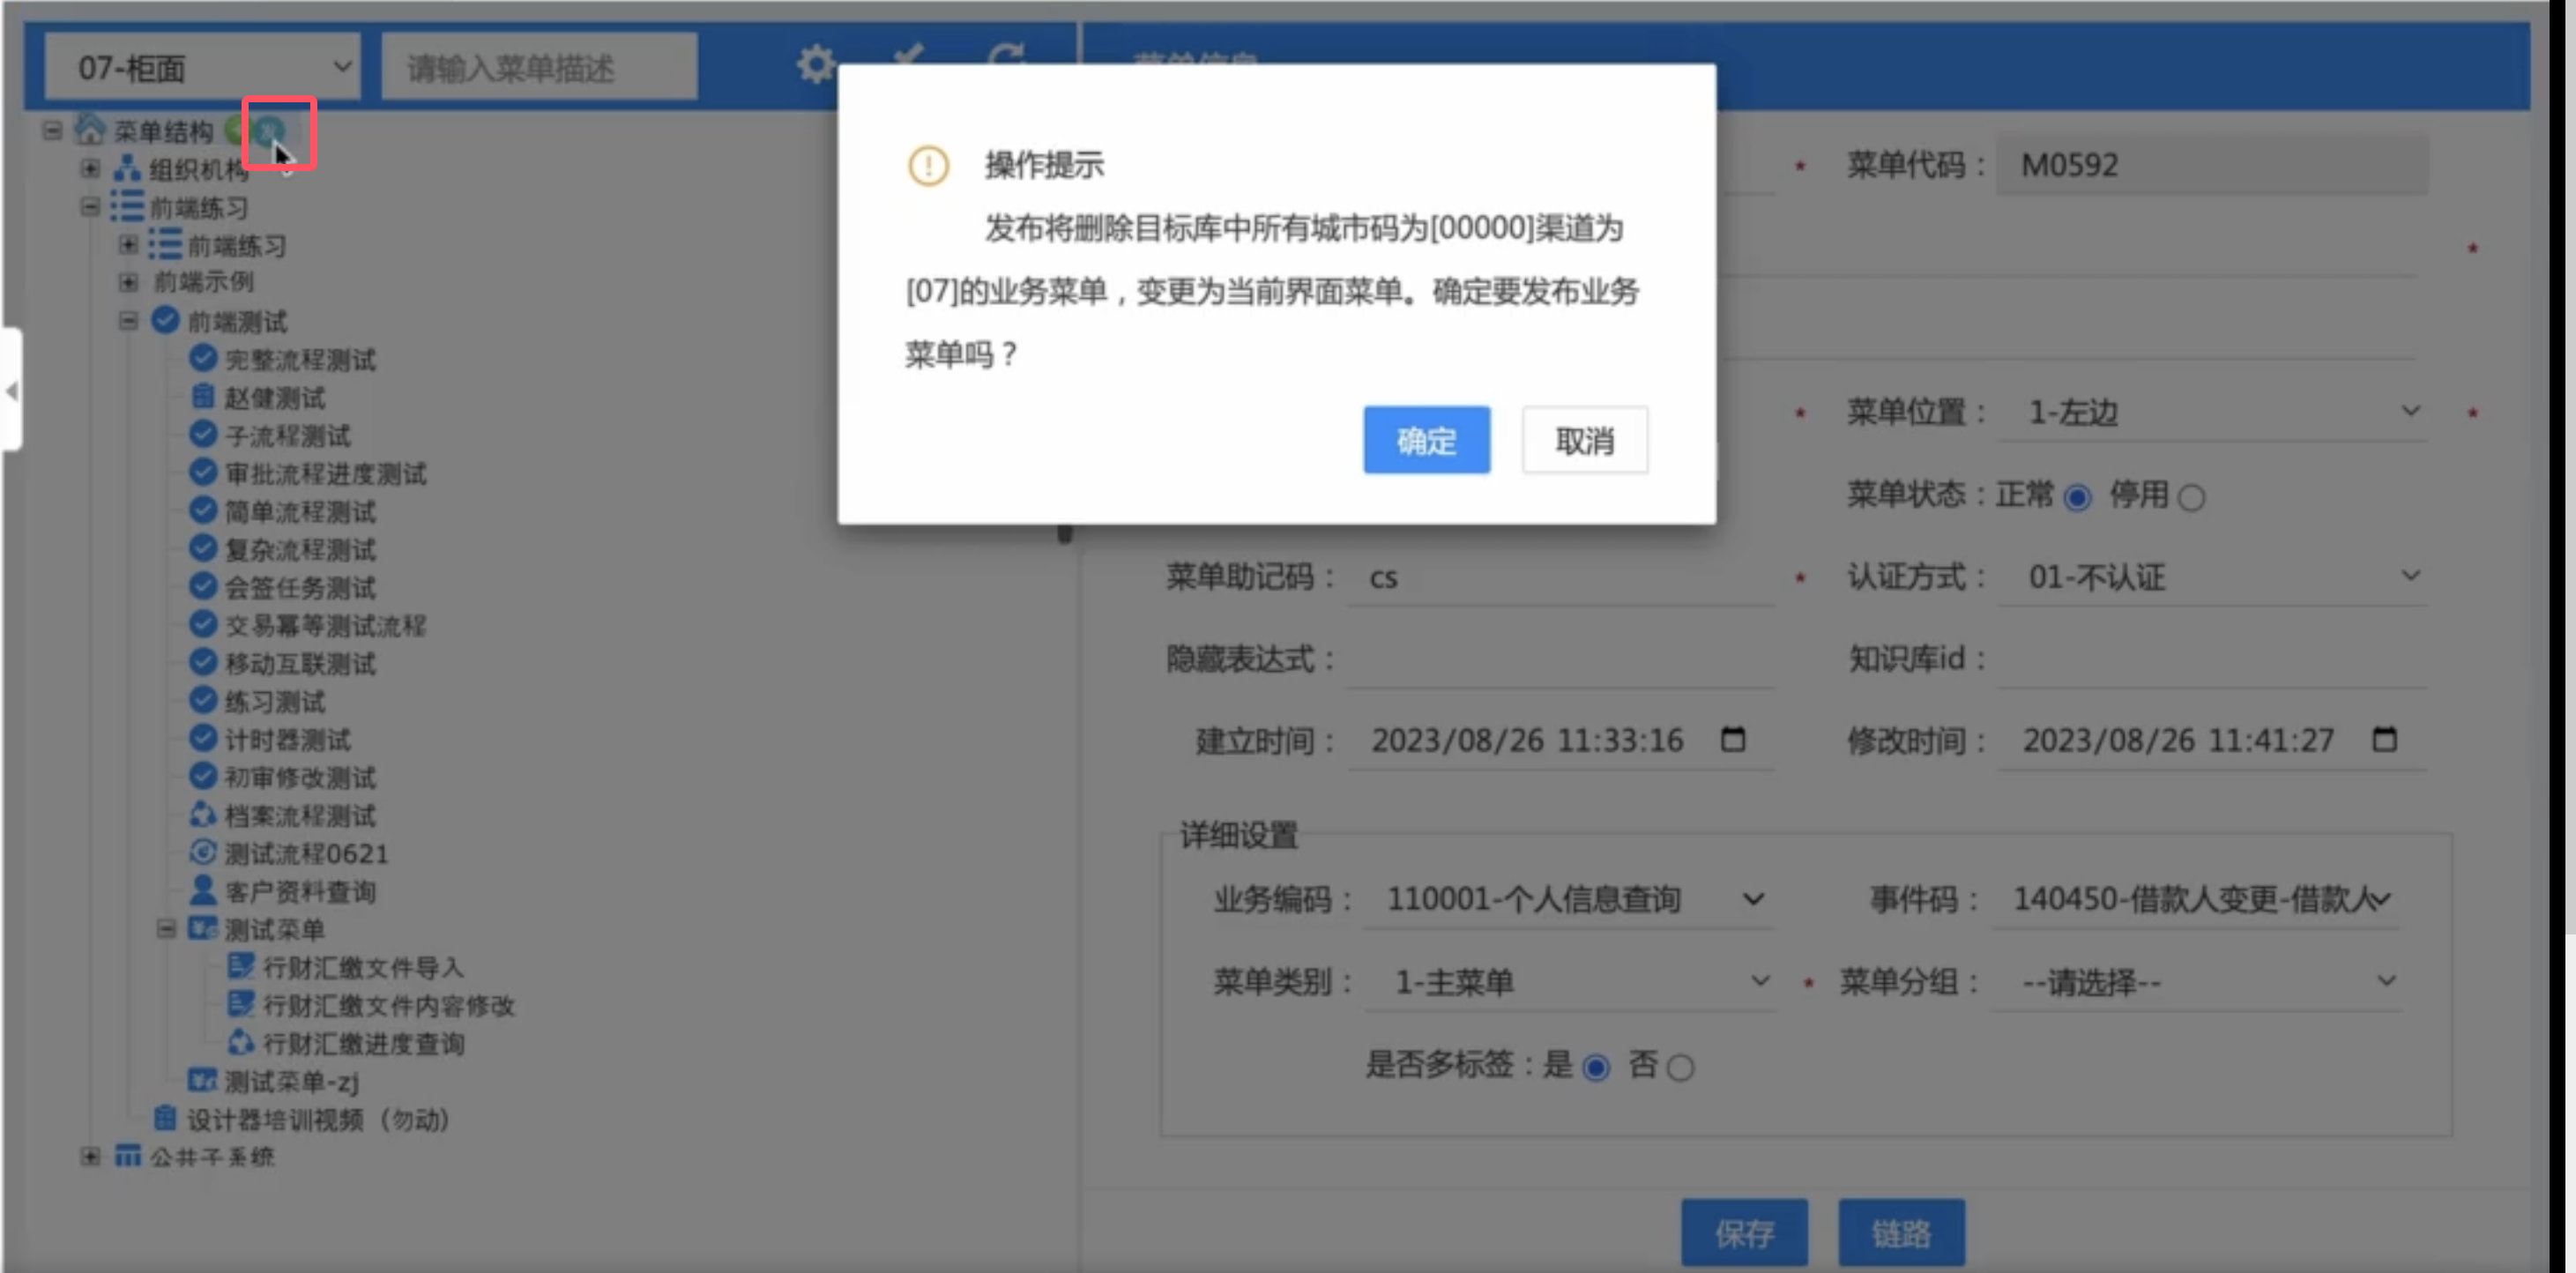 07-柜面
请输入菜单描述
菜单信息
菜单结构
发
组织机构
前端练习
前端练习
前端示例
前端测试
完整流程测试
赵健测试
子流程测试
审批流程进度测试
简单流程测试
复杂流程测试
会签任务测试
交易幂等测试流程
移动互联测试
练习测试
计时器测试
初审修改测试
档案流程测试
测试流程0621
客户资料查询
测试菜单
行财汇缴文件导入
行财汇缴文件内容修改
行财汇缴进度查询
测试菜单-zj
设计器培训视频（勿动）
公共子系统
操作提示
发布将删除目标库中所有城市码为[00000]渠道为
[07]的业务菜单，变更为当前界面菜单。确定要发布业务
菜单吗？
确定 取消
* 菜单代码： M0592
*
* 菜单位置： 1-左边 *
菜单状态：正常 停用
菜单助记码： cs * 认证方式： 01-不认证
隐藏表达式： 知识库id：
建立时间： 2023/08/26 11:33:16 修改时间： 2023/08/26 11:41:27
详细设置
业务编码： 110001-个人信息查询 事件码： 140450-借款人变更-借款人
菜单类别： 1-主菜单 * 菜单分组： --请选择--
是否多标签：是 否
保存 链路